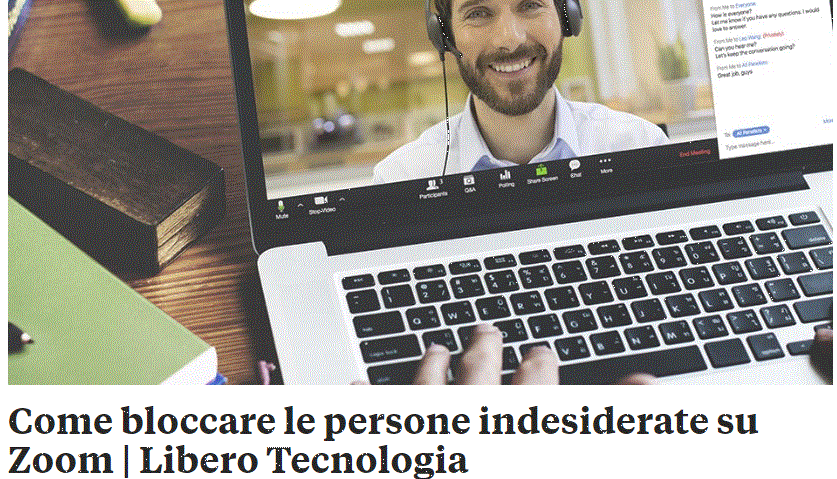 From Me to Everyone
How is everyone?
Let me know if you have any questions. I would
love to answer.
From Me to Leo Wang: (Privately)
Can you hear me?
Let's keep the conversation going?
From Me to All Panelists
Great job, guys
To: All Panelists
More
Type message here...
End Meeting
Mute
Stop Video
Participants
Q&A
Polling
Share Screen
Chat
More
Come bloccare le persone indesiderate su
Zoom | Libero Tecnologia